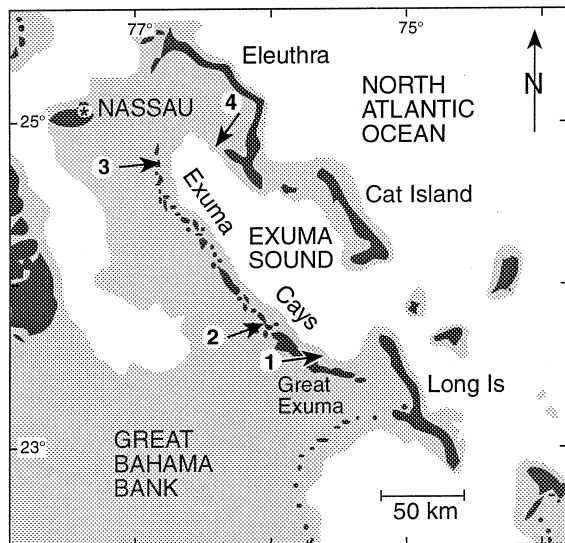 77°
75°
Eleuthra
NORTH
ATLANTIC
OCEAN
N
4
NASSAU
25°
3
Exuma
Cat Island
EXUMA
SOUND
Cays
2
1
Great
Exuma
Long Is
23°
GREAT
BAHAMA
BANK
50 km